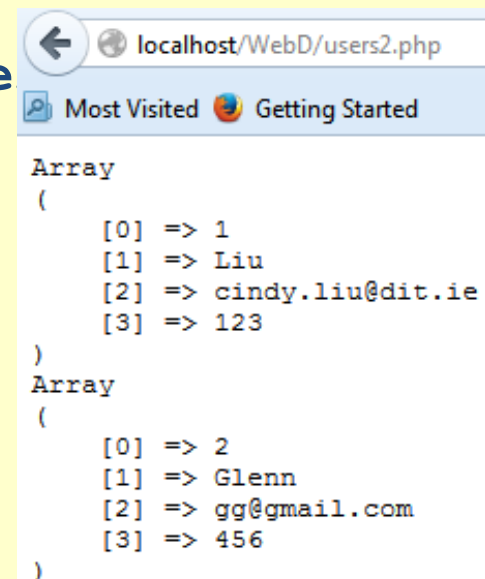 e
localhost/WebD/users2.php
Most Visited Getting Started
Array
(
    [0] => 1
    [1] => Liu
    [2] => cindy.liu@dit.ie
    [3] => 123
)
Array
(
    [0] => 2
    [1] => Glenn
    [2] => gg@gmail.com
    [3] => 456
)